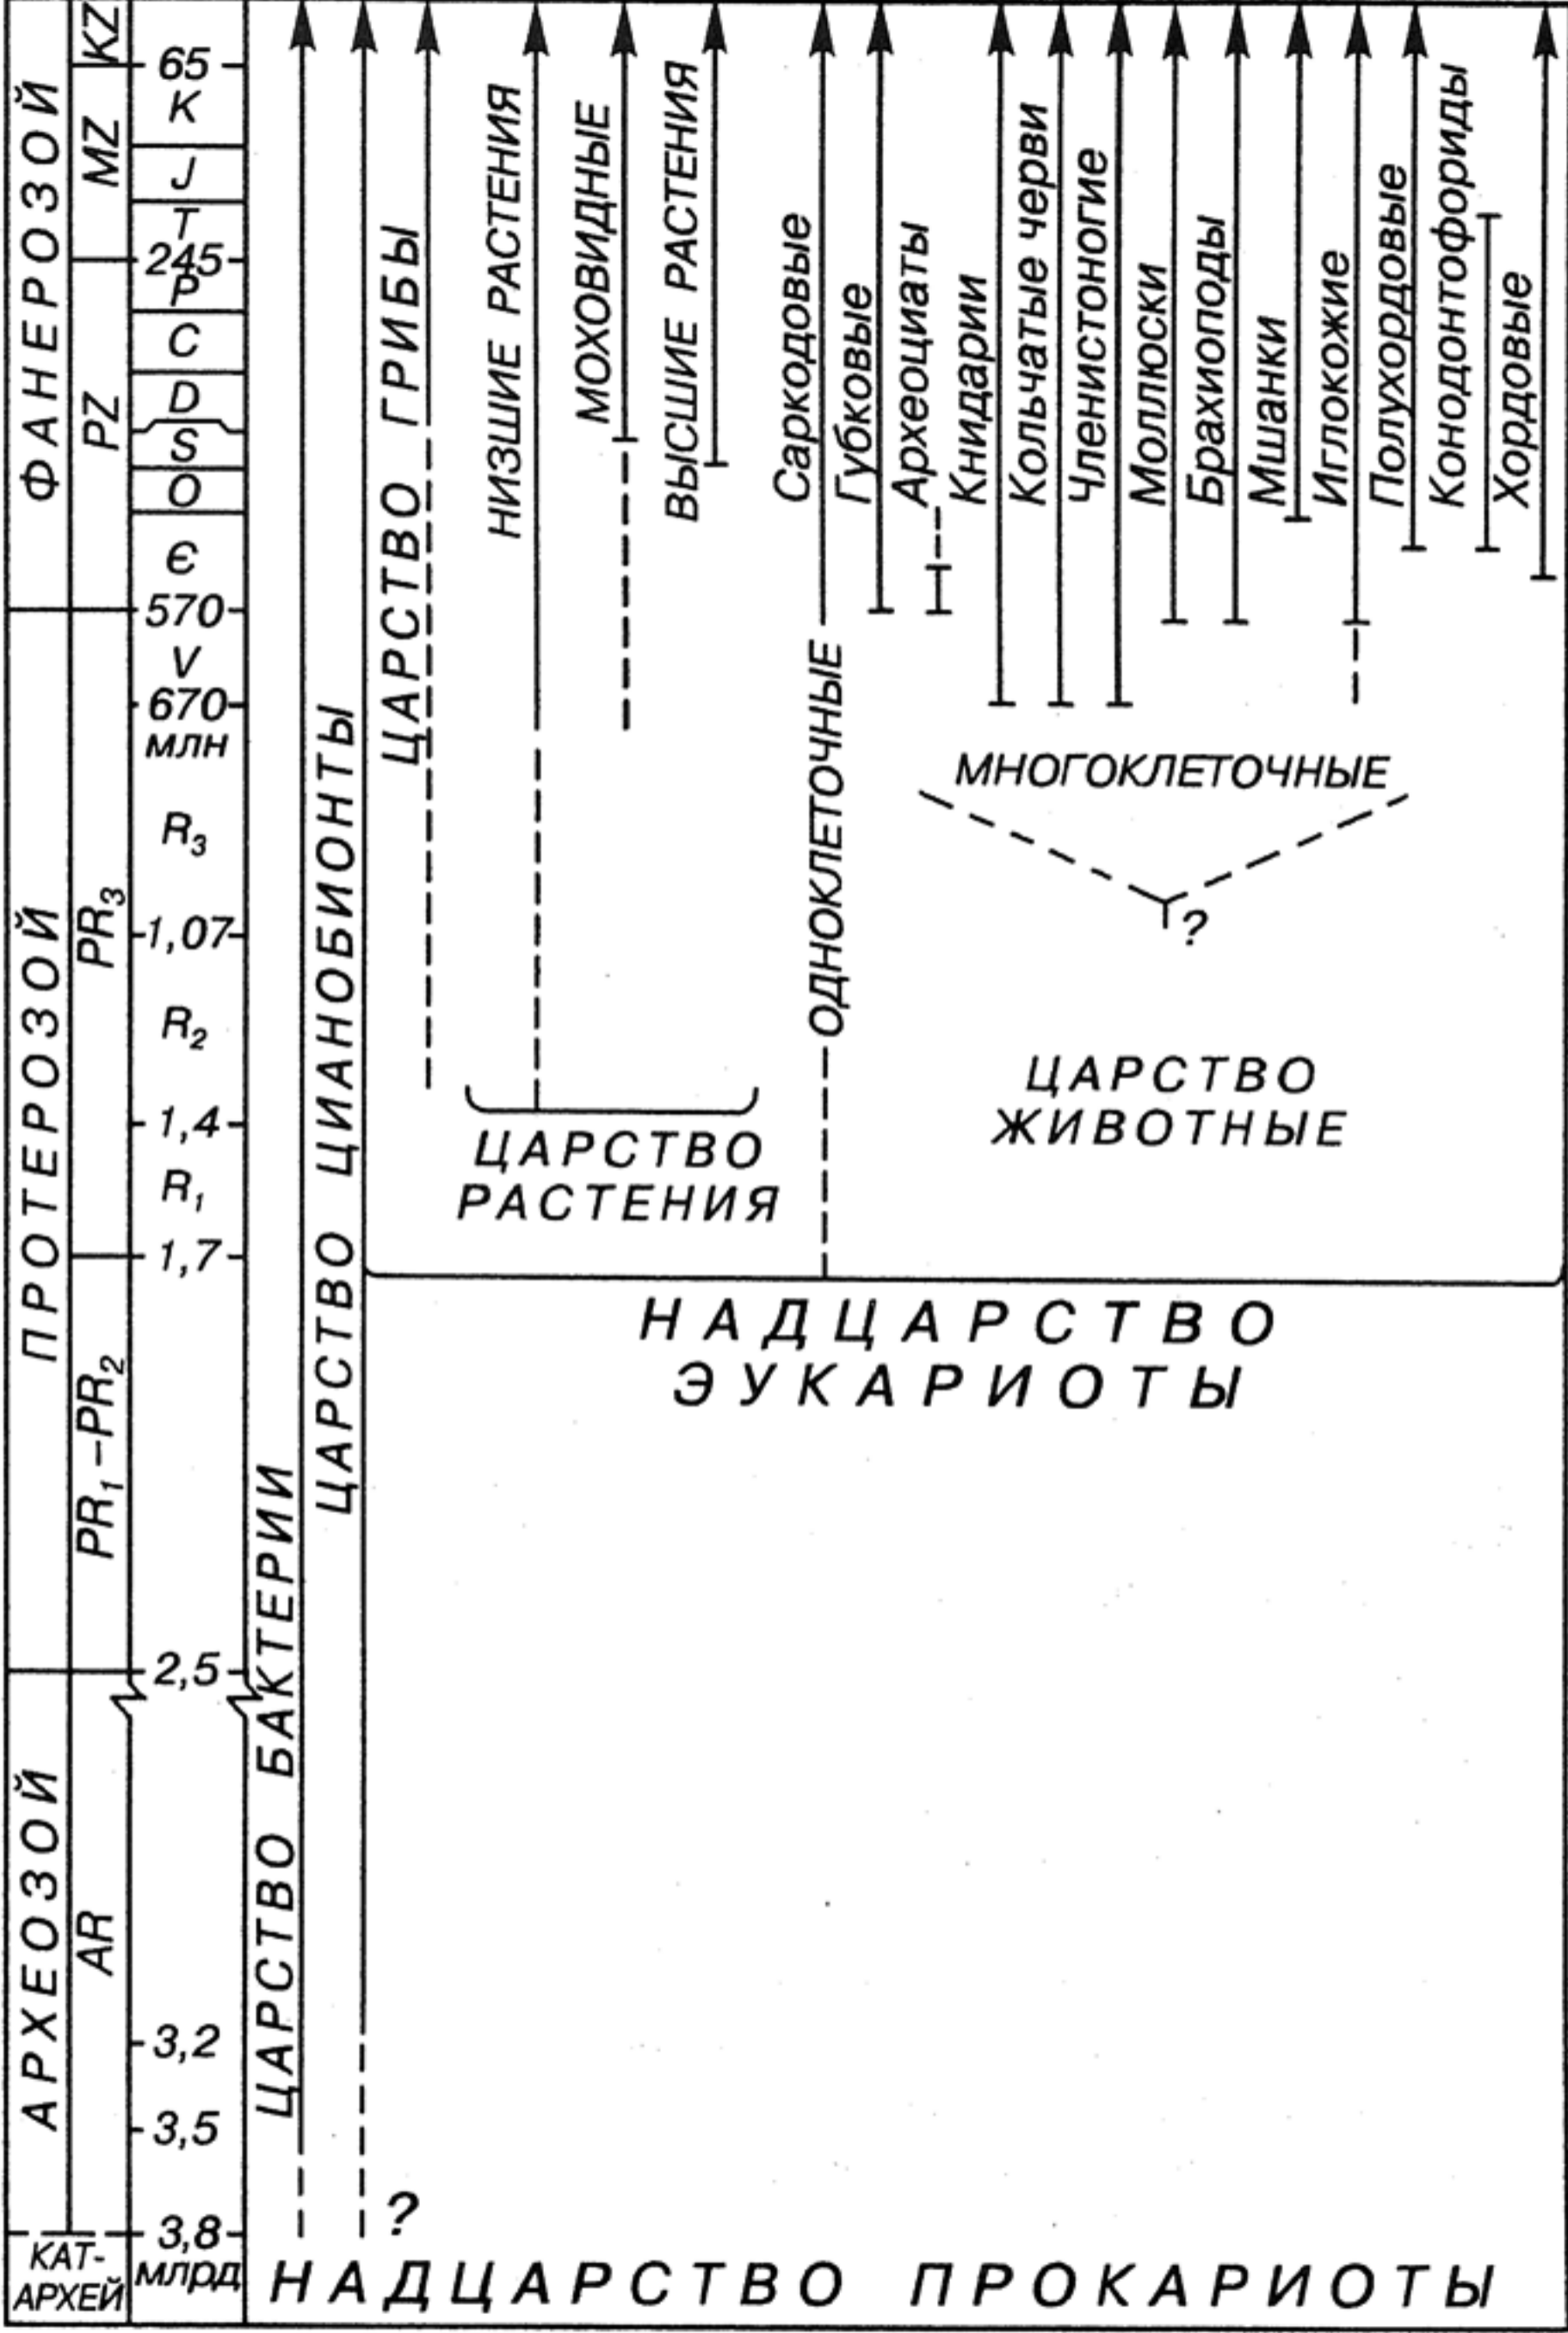 ФАНЕРОЗОЙ
ПРОТЕРОЗОЙ
АРХЕОЗОЙ
КАТ-
АРХЕЙ
KZ
MZ
PZ
PR₃
PR₁–PR₂
AR
65
K
J
T
245
P
C
D
S
O
Є
570
V
670
млн
R₃
1,07
R₂
1,4
R₁
1,7
2,5
3,2
3,5
3,8
млрд
ЦАРСТВО БАКТЕРИИ
ЦАРСТВО ЦИАНОБИОНТЫ
ЦАРСТВО ГРИБЫ
НИЗШИЕ РАСТЕНИЯ
МОХОВИДНЫЕ
ВЫСШИЕ РАСТЕНИЯ
Саркодовые
Губковые
Археоциаты
Книдарии
Кольчатые черви
Членистоногие
Моллюски
Брахиоподы
Мшанки
Иглокожие
Полухордовые
Конодонтофориды
Хордовые
ОДНОКЛЕТОЧНЫЕ
МНОГОКЛЕТОЧНЫЕ
?
ЦАРСТВО
ЖИВОТНЫЕ
ЦАРСТВО
РАСТЕНИЯ
НАДЦАРСТВО
ЭУКАРИОТЫ
?
НАДЦАРСТВО ПРОКАРИОТЫ